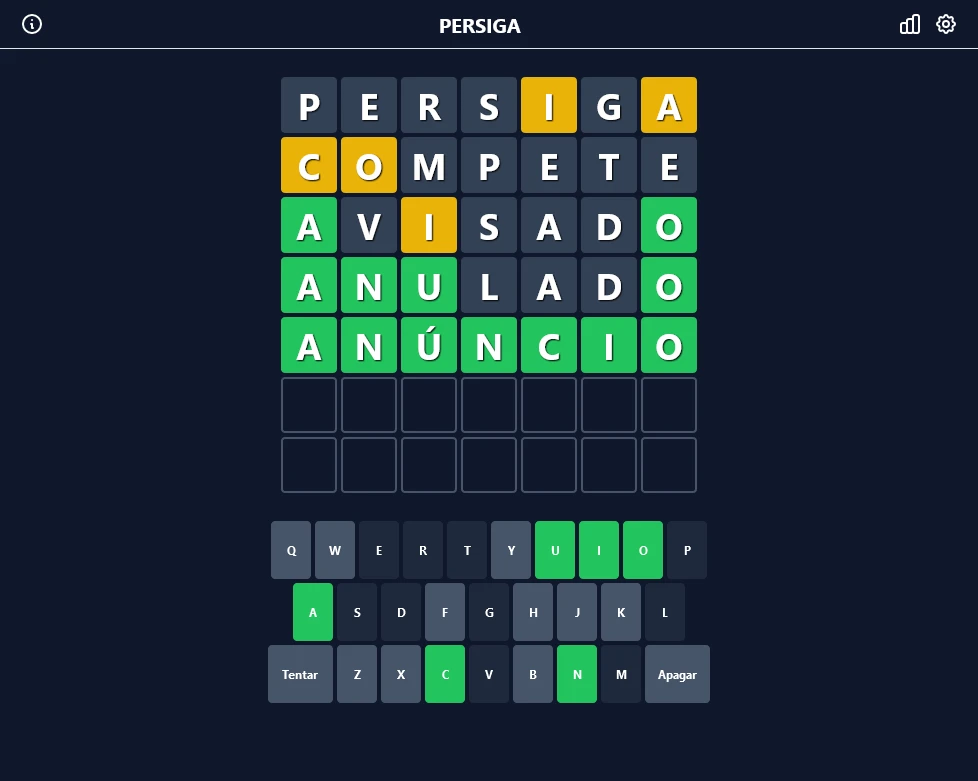 PERSIGA
P E R S I G A
C O M P E T E
A V I S A D O
A N U L A D O
A N Ú N C I O
Q W E R T Y U I O P
A S D F G H J K L
Tentar Z X C V B N M Apagar